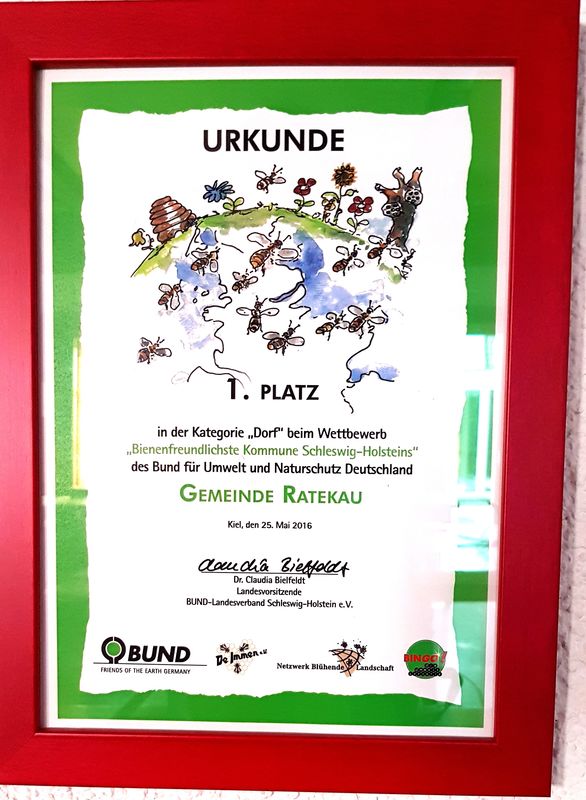 URKUNDE
1. PLATZ
in der Kategorie „Dorf“ beim Wettbewerb
„Bienenfreundlichste Kommune Schleswig-Holsteins“
des Bund für Umwelt und Naturschutz Deutschland
GEMEINDE RATEKAU
Kiel, den 25. Mai 2016
Claudia Bielfeldt
Dr. Claudia Bielfeldt
Landesvorsitzende
BUND-Landesverband Schleswig-Holstein e.V.
BUND
FRIENDS OF THE EARTH GERMANY
De Immen e.V.
Netzwerk Blühende Landschaft
BINGO!